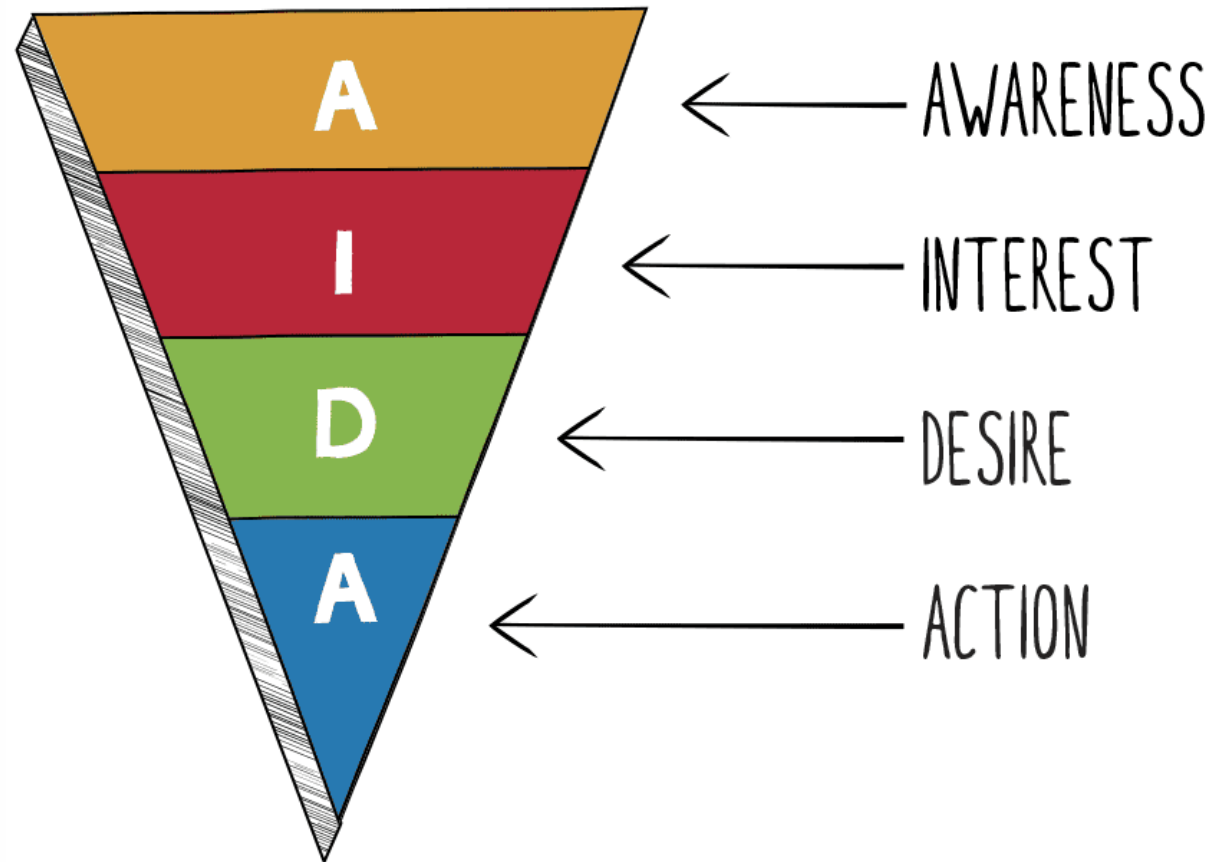 A
AWARENESS
I
INTEREST
D
DESIRE
A
ACTION